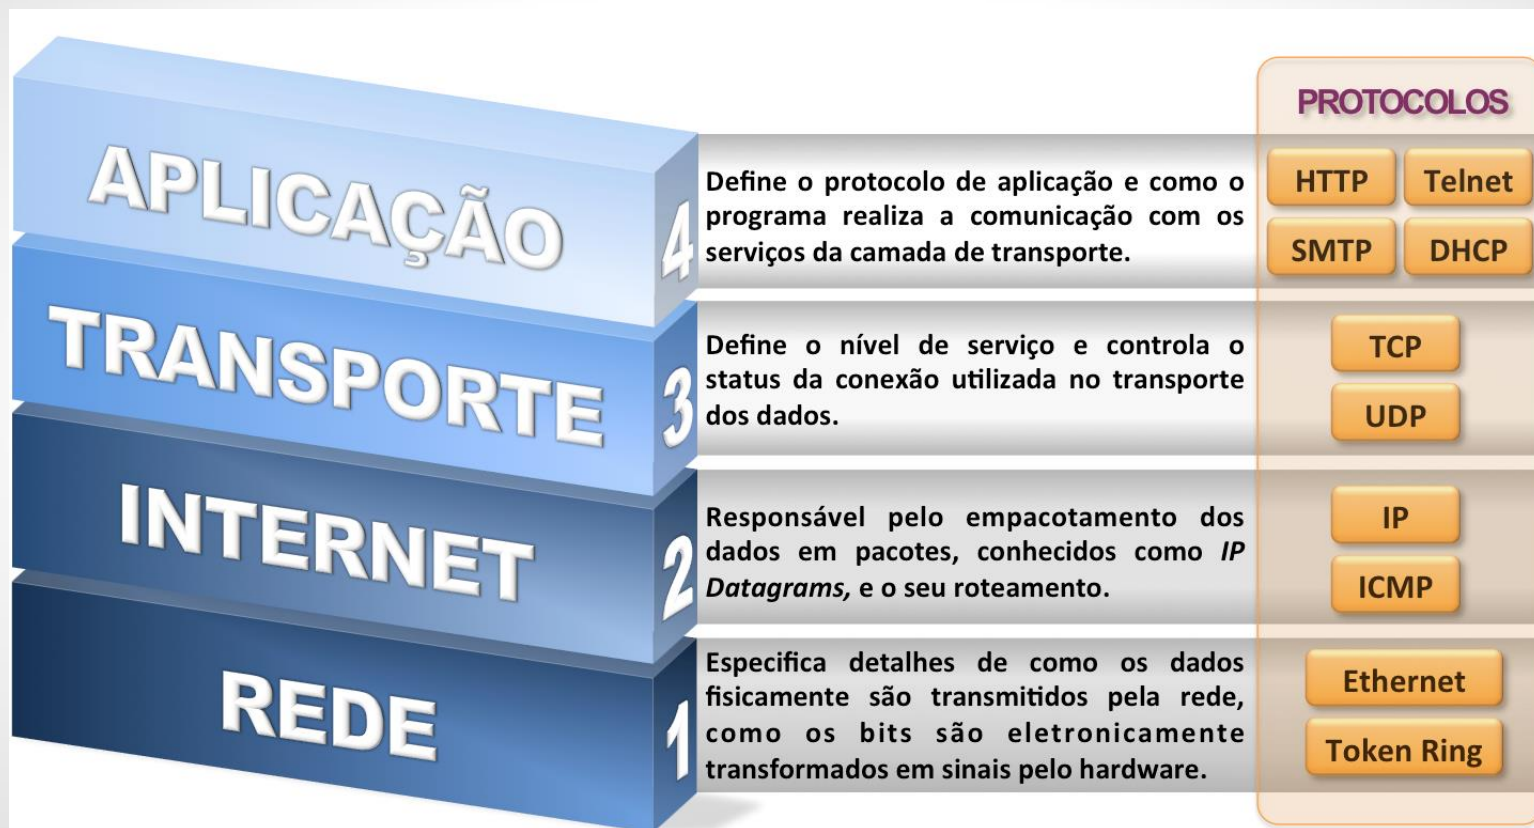 PROTOCOLOS
APLICAÇÃO
4
Define o protocolo de aplicação e como o
programa realiza a comunicação com os
serviços da camada de transporte.
HTTP Telnet
SMTP DHCP
TRANSPORTE
3
Define o nível de serviço e controla o
status da conexão utilizada no transporte
dos dados.
TCP
UDP
INTERNET
2
Responsável pelo empacotamento dos
dados em pacotes, conhecidos como IP
Datagrams, e o seu roteamento.
IP
ICMP
REDE
1
Especifica detalhes de como os dados
fisicamente são transmitidos pela rede,
como os bits são eletronicamente
transformados em sinais pelo hardware.
Ethernet
Token Ring